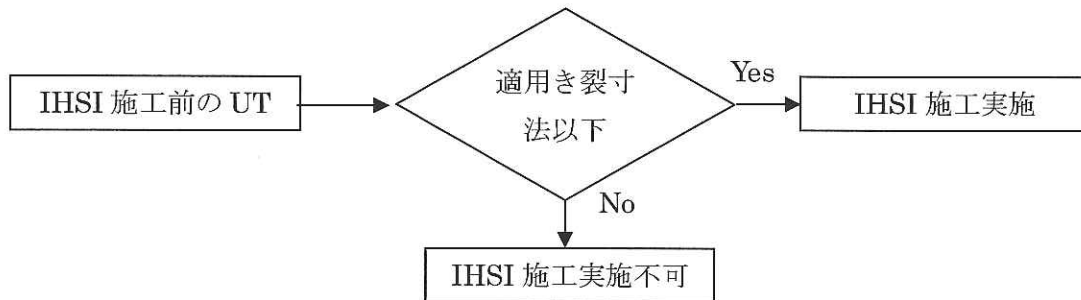 IHSI 施工前の UT
適用き裂寸
法以下
Yes
IHSI 施工実施
No
IHSI 施工実施不可